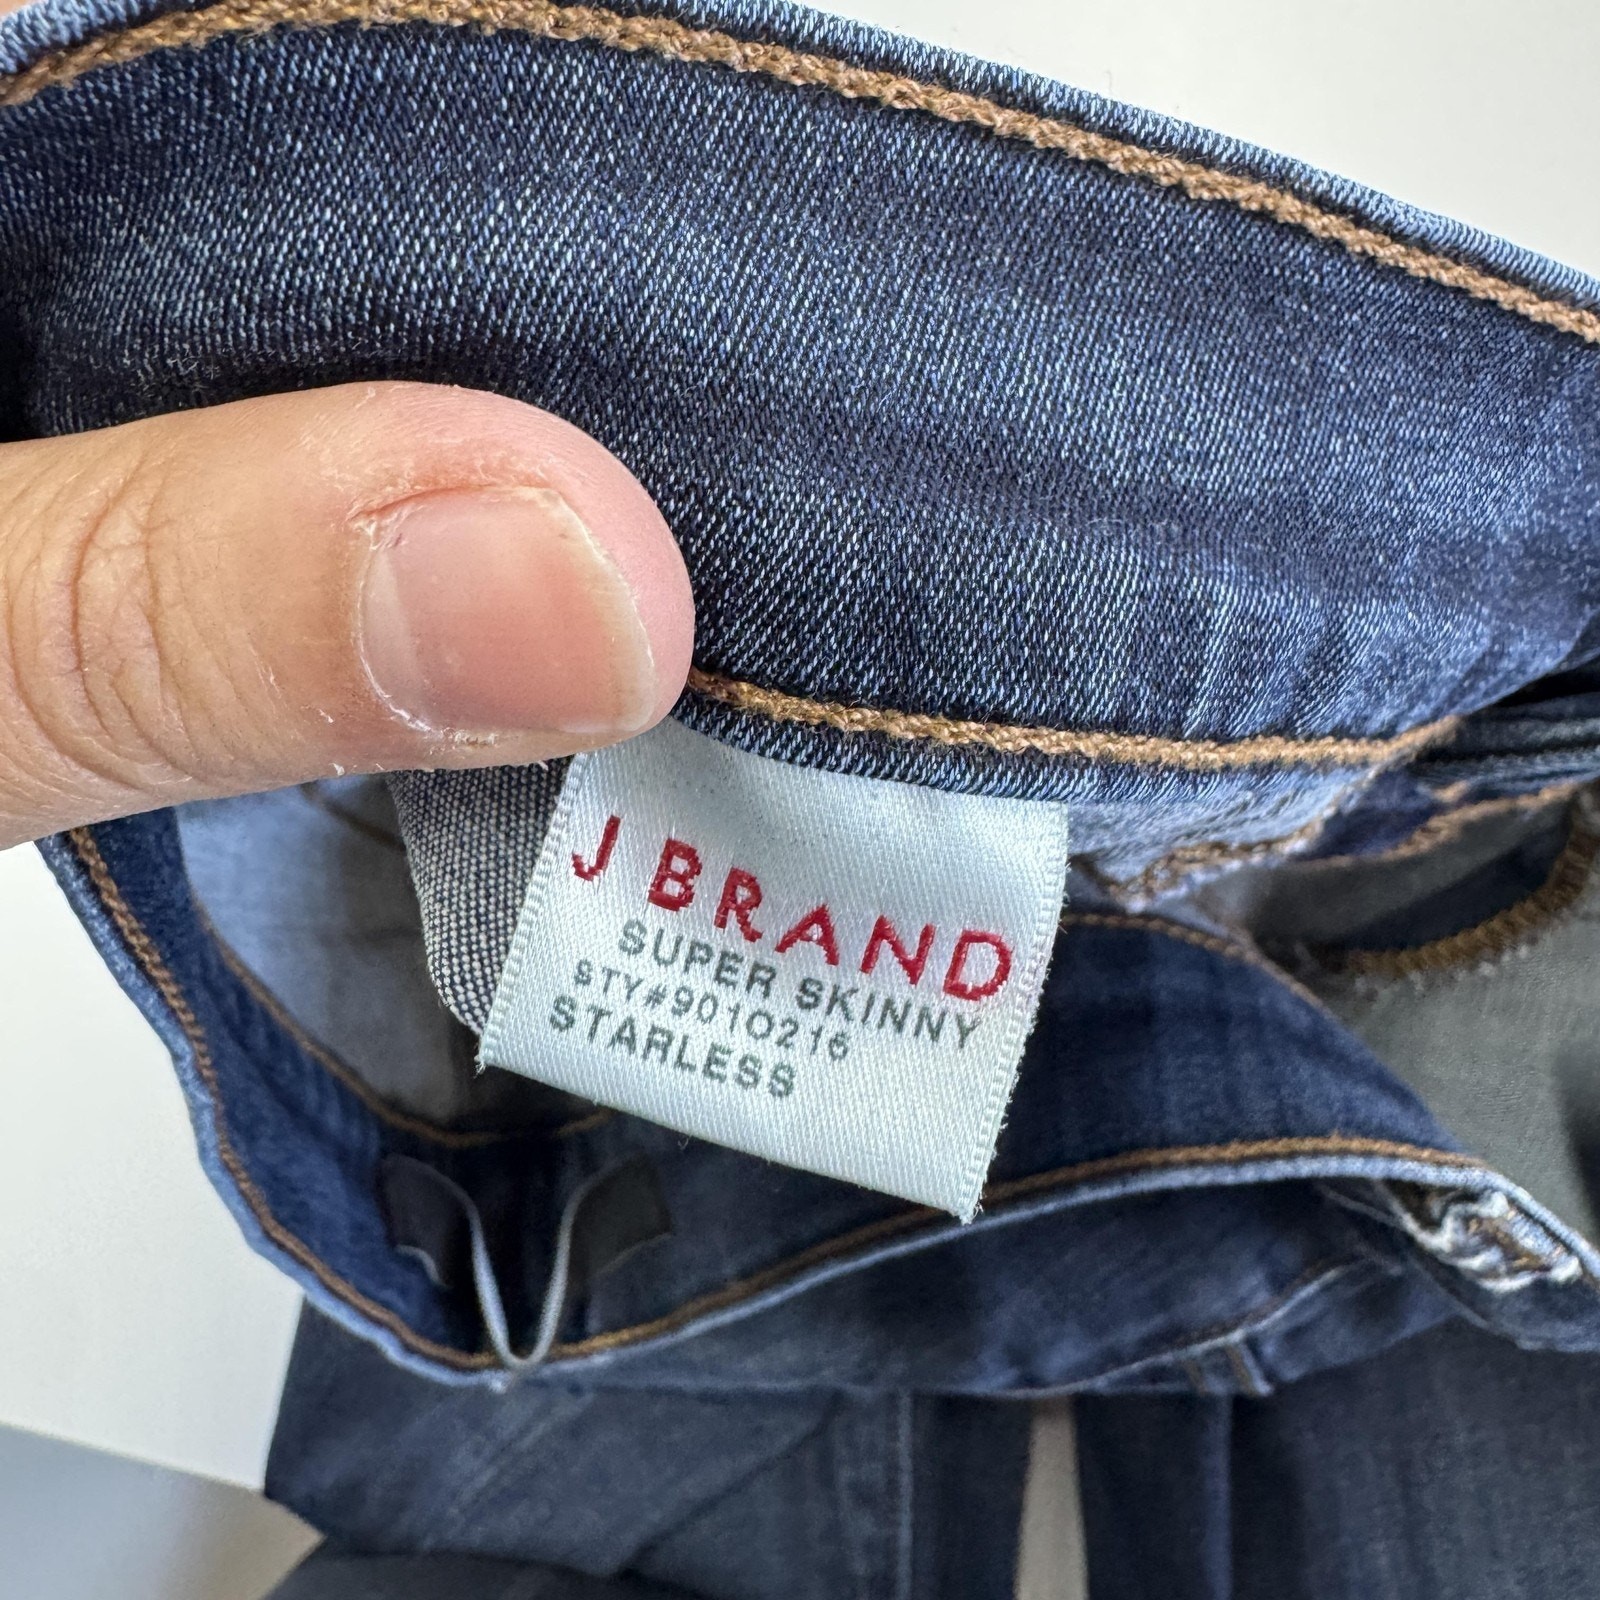 J BRAND
SUPER SKINNY
STY#9010216
STARLESS